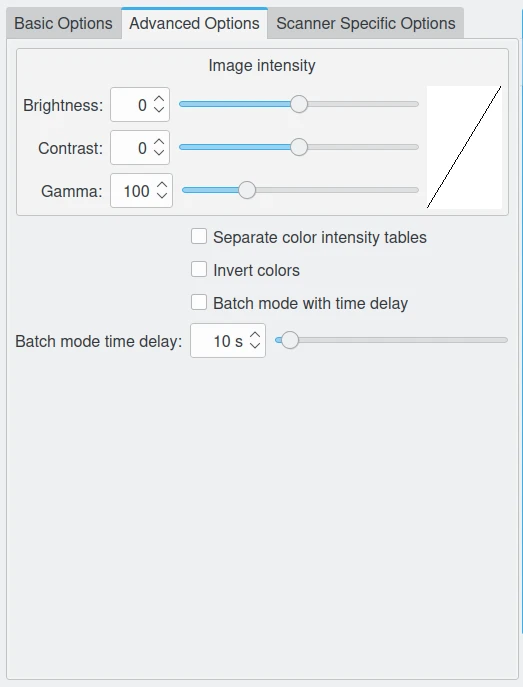 Basic Options Advanced Options Scanner Specific Options
Image intensity
Brightness: 0
Contrast: 0
Gamma: 100
Separate color intensity tables
Invert colors
Batch mode with time delay
Batch mode time delay: 10 s